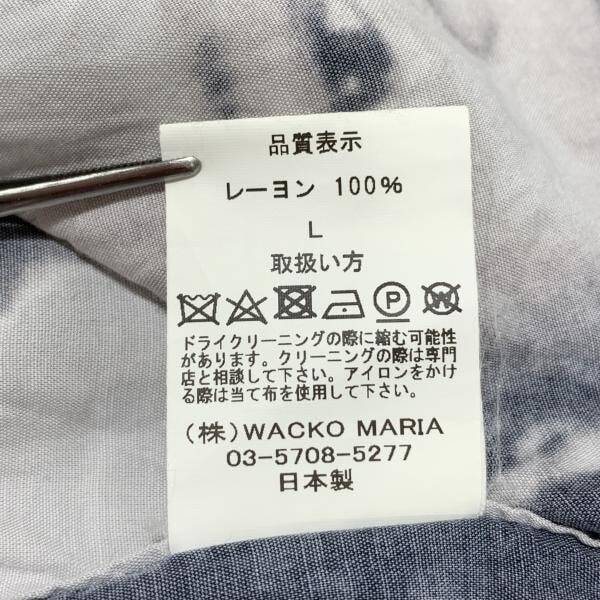 品質表示
レーヨン 100%
L
取扱い方
P W
ドライクリーニングの際に縮む可能性
があります。クリーニングの際は専門
店と相談して下さい。アイロンをかけ
る際は当て布を使用して下さい。
(株)WACKO MARIA
03-5708-5277
日本製